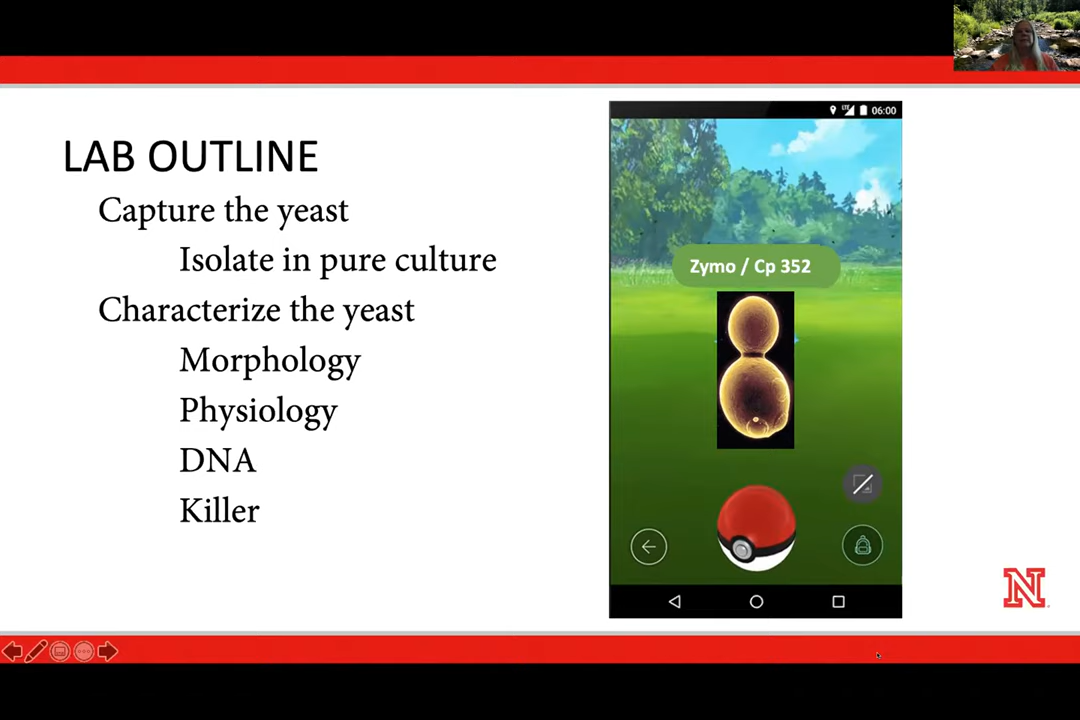 LAB OUTLINE
Capture the yeast
Isolate in pure culture
Characterize the yeast
Morphology
Physiology
DNA
Killer
LTE 06:00
Zymo / Cp 352
N